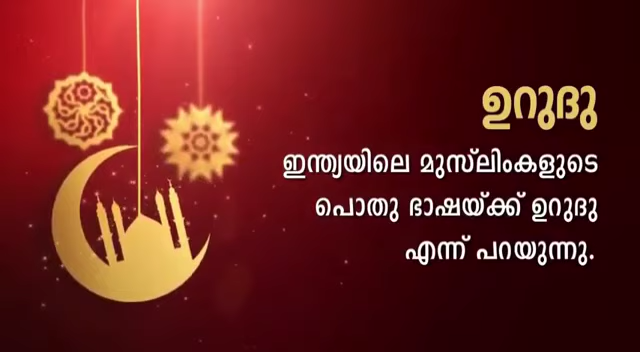 ഉറുദു
ഇന്ത്യയിലെ മുസ്‌ലിംകളുടെ
പൊതു ഭാഷയ്ക്ക് ഉറുദു
എന്ന് പറയുന്നു.